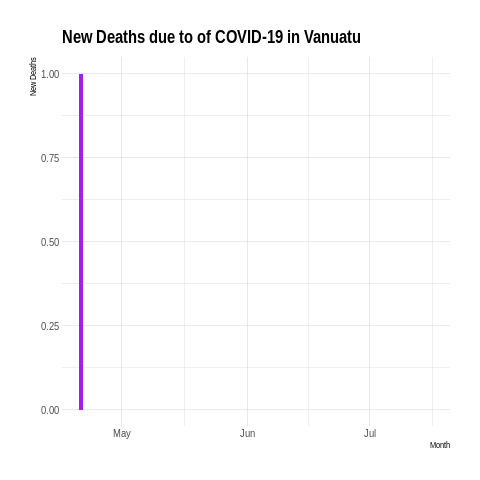 New Deaths due to of COVID-19 in Vanuatu
New Deaths
1.00
0.75
0.50
0.25
0.00
May
Jun
Jul
Month